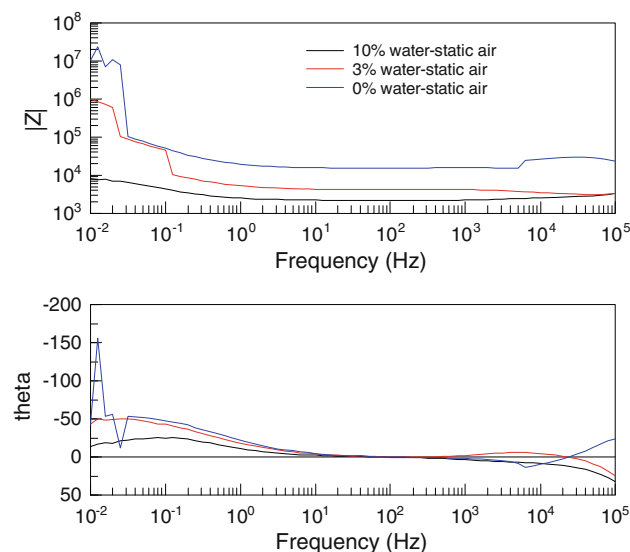 10^8
10^7
10^6
10^5
10^4
10^3
|Z|
10% water-static air
3% water-static air
0% water-static air
10^-2 10^-1 10^0 10^1 10^2 10^3 10^4 10^5
Frequency (Hz)
-200
-150
-100
-50
0
50
theta
10^-2 10^-1 10^0 10^1 10^2 10^3 10^4 10^5
Frequency (Hz)